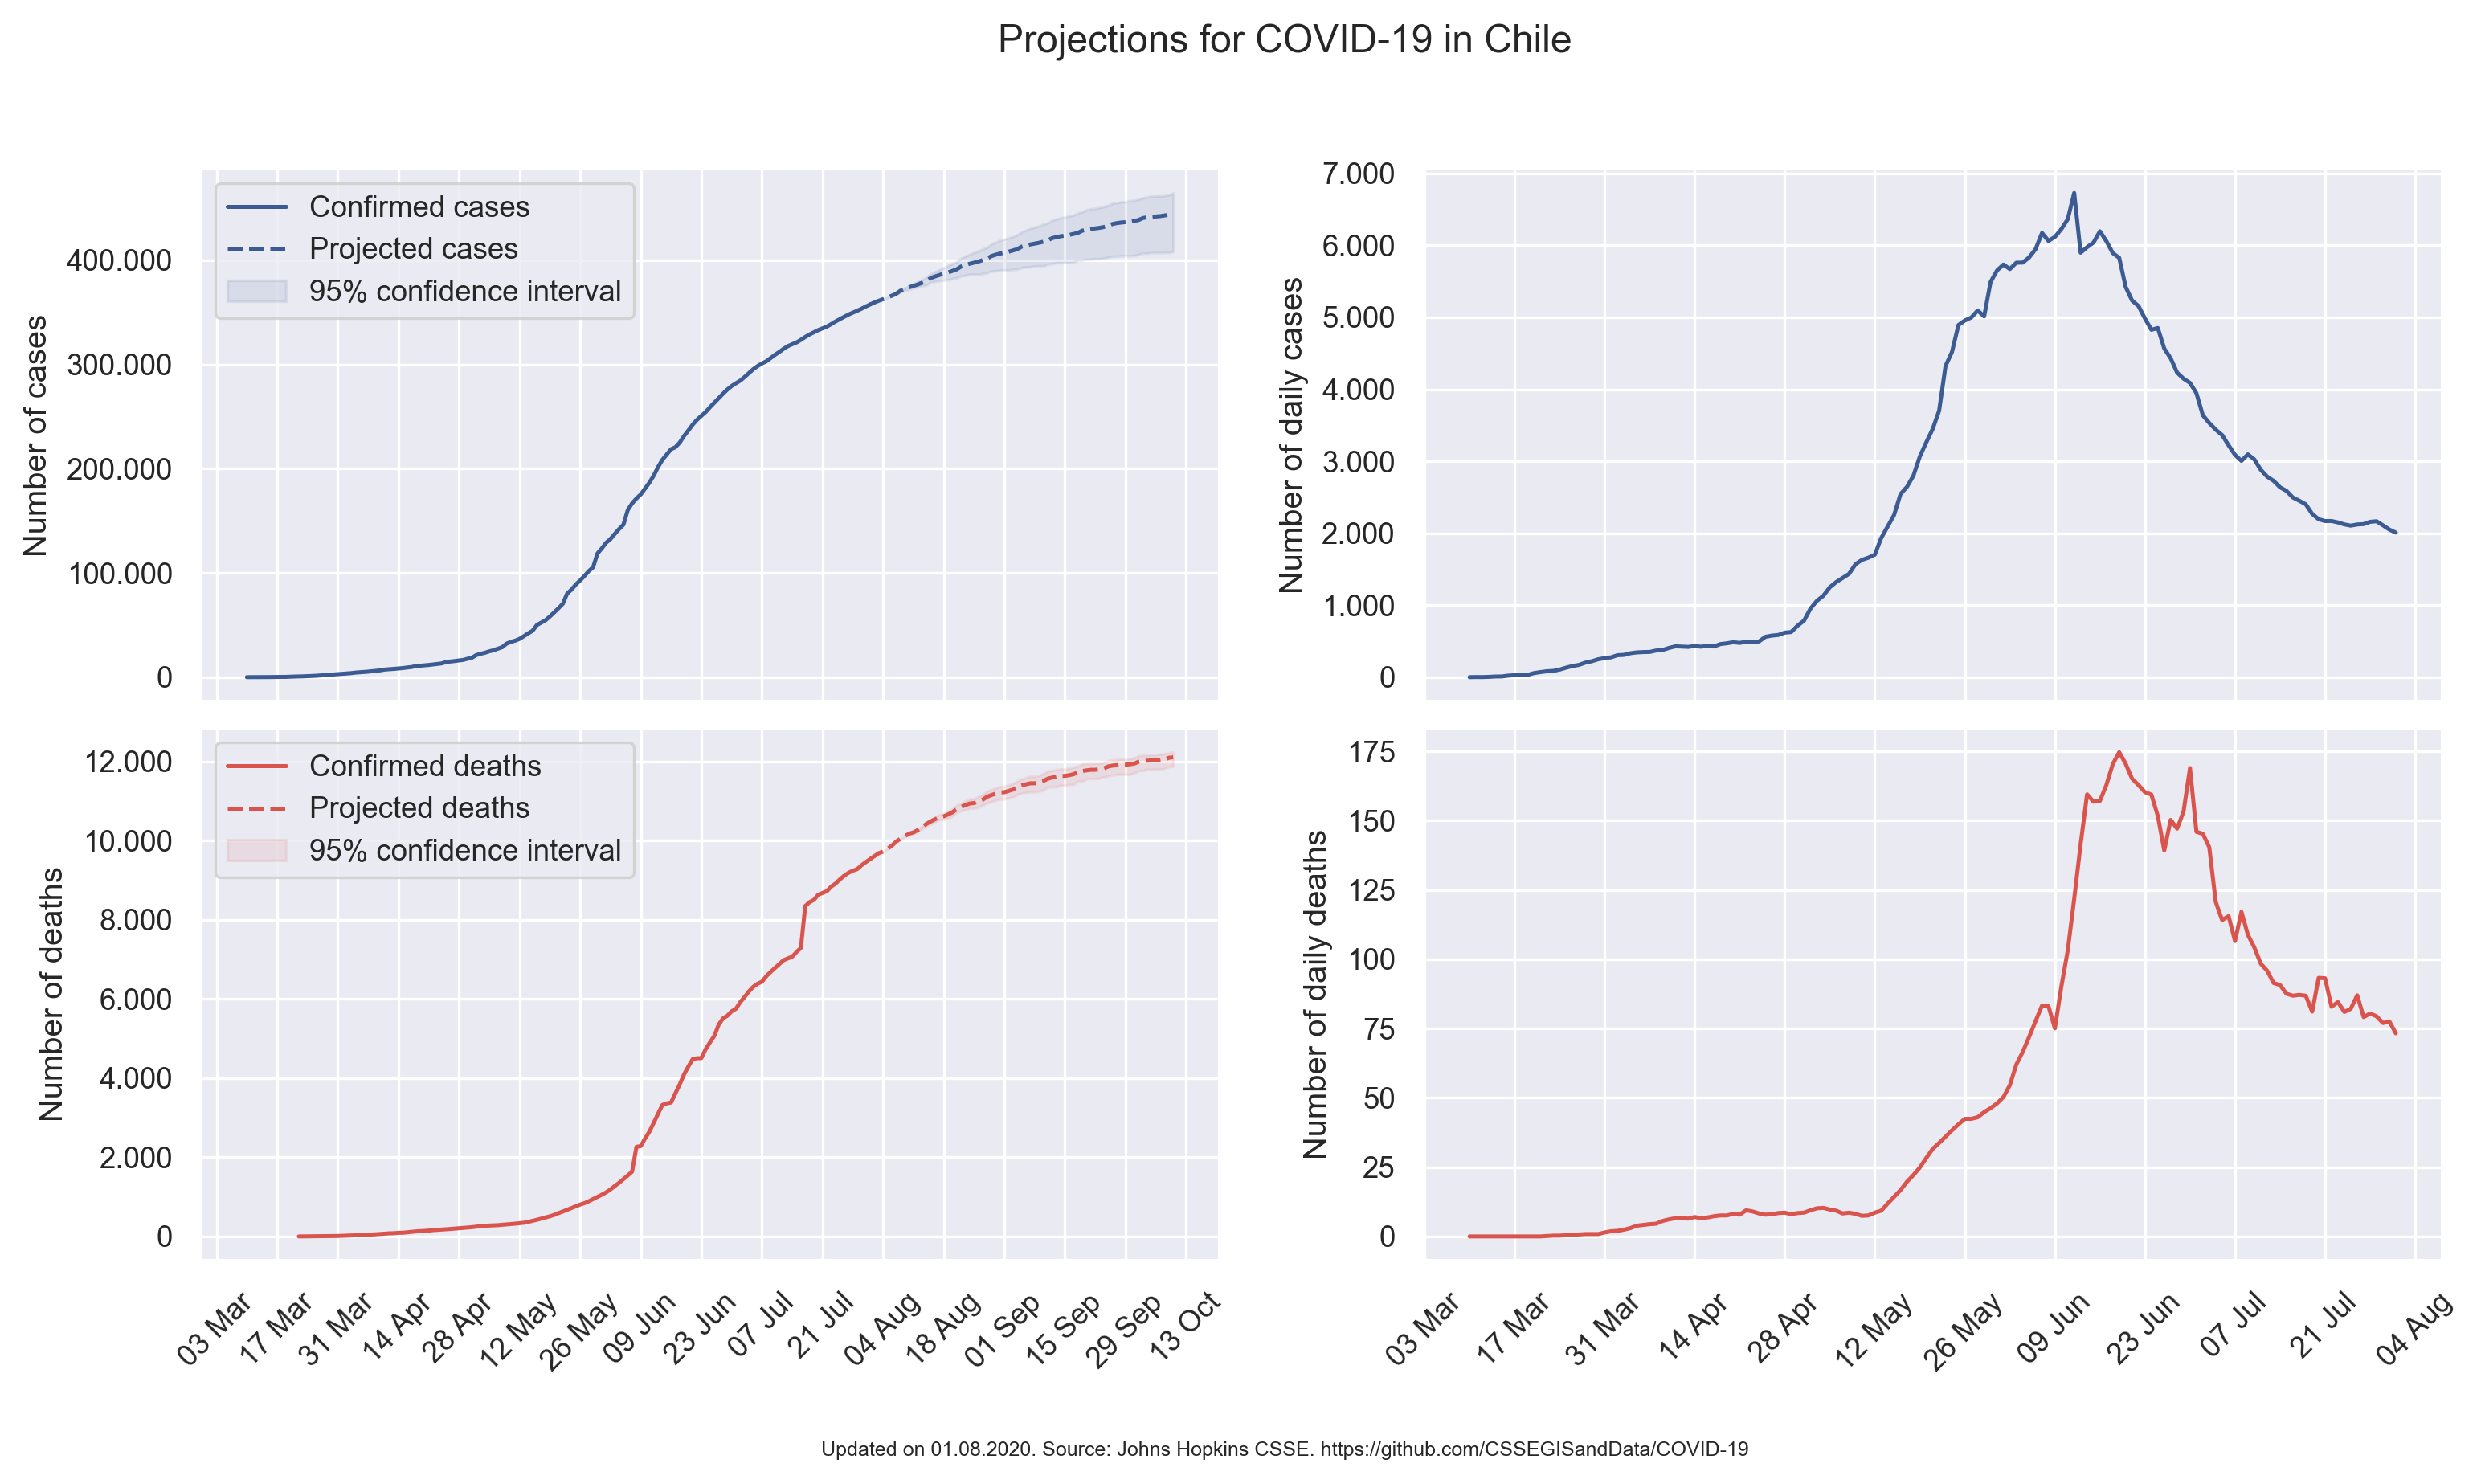 Projections for COVID-19 in Chile
Number of cases
400.000
300.000
200.000
100.000
0
Confirmed cases
Projected cases
95% confidence interval
Number of daily cases
7.000
6.000
5.000
4.000
3.000
2.000
1.000
0
Number of deaths
12.000
10.000
8.000
6.000
4.000
2.000
0
Confirmed deaths
Projected deaths
95% confidence interval
03 Mar
17 Mar
31 Mar
14 Apr
28 Apr
12 May
26 May
09 Jun
23 Jun
07 Jul
21 Jul
04 Aug
18 Aug
01 Sep
15 Sep
29 Sep
13 Oct
Number of daily deaths
175
150
125
100
75
50
25
0
03 Mar
17 Mar
31 Mar
14 Apr
28 Apr
12 May
26 May
09 Jun
23 Jun
07 Jul
21 Jul
04 Aug
Updated on 01.08.2020. Source: Johns Hopkins CSSE. https://github.com/CSSEGISandData/COVID-19